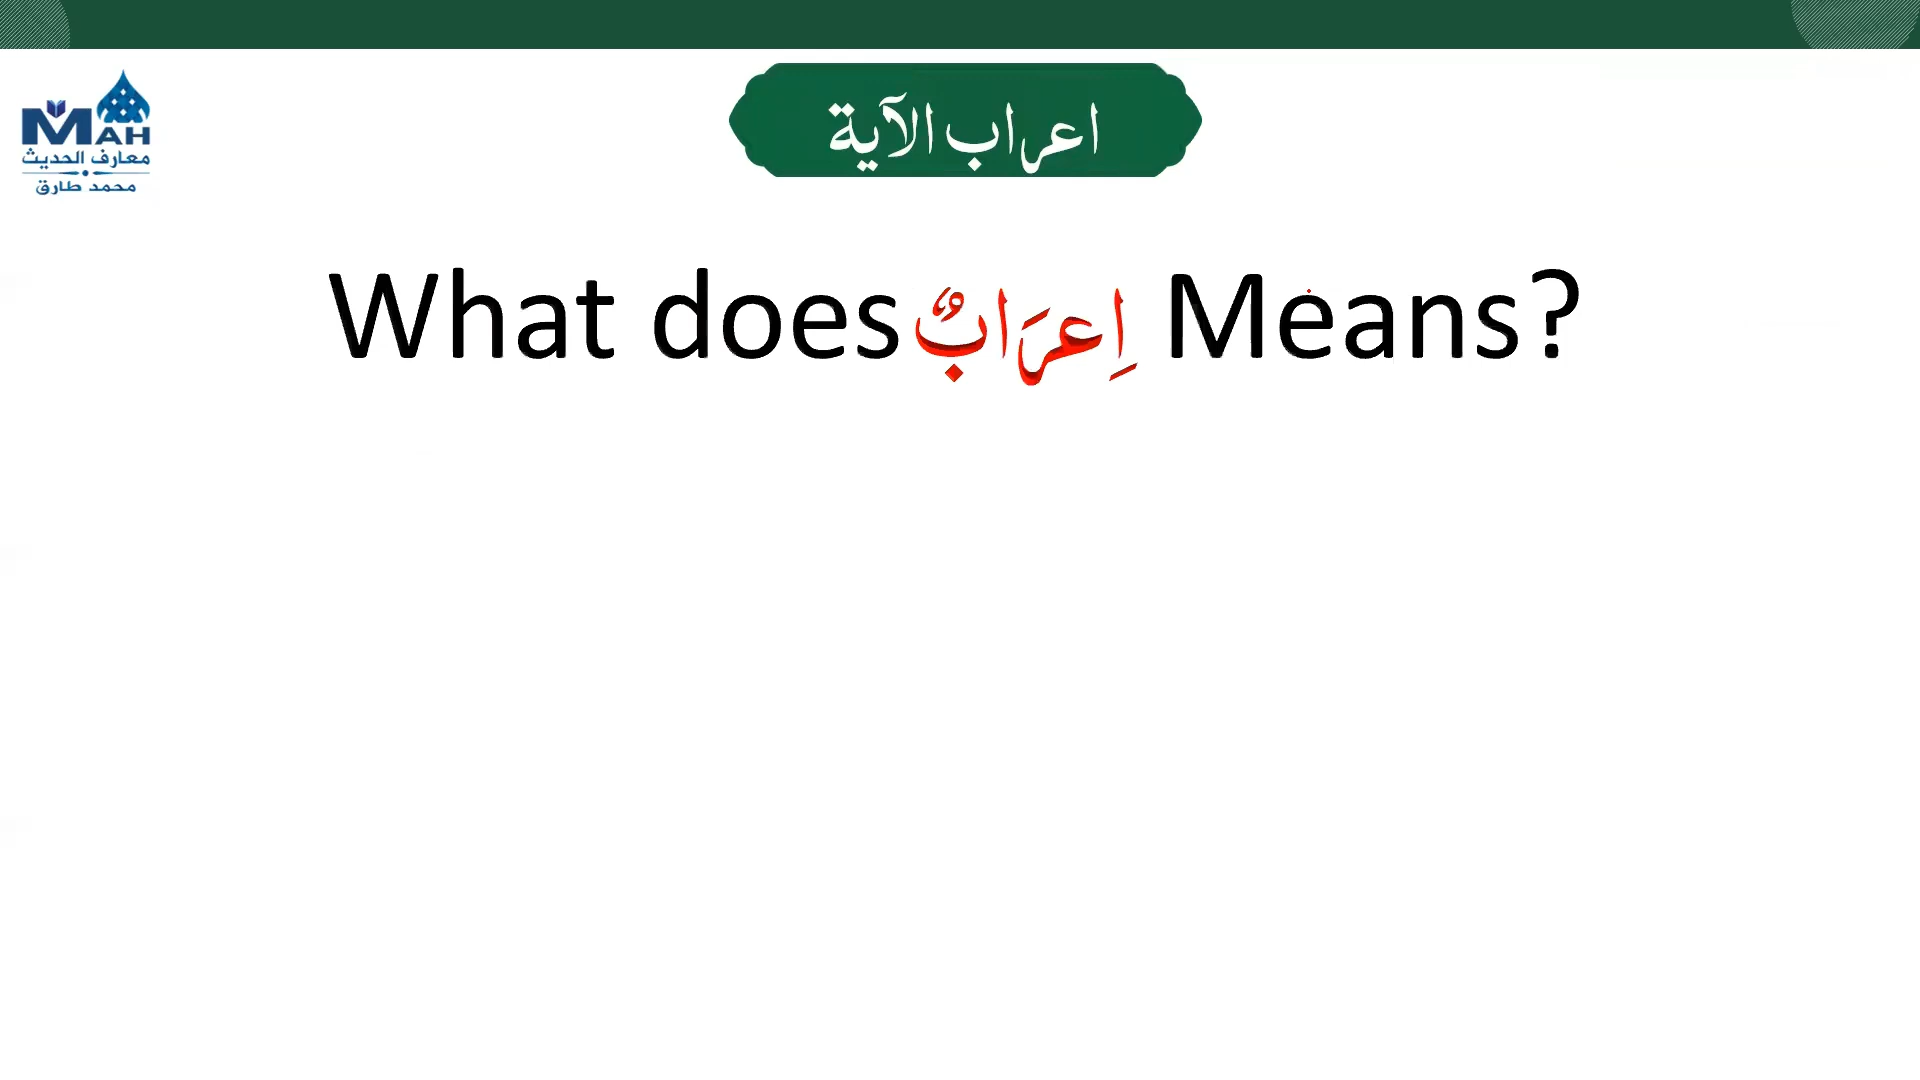 اعراب الآية
MAH
معارف الحديث
محمد طارق
What does اِعرَابٌ Means?